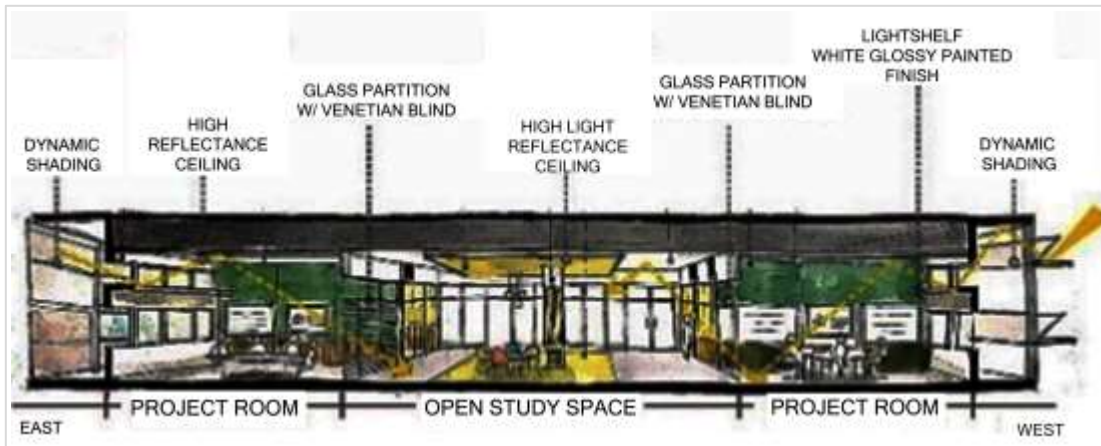 LIGHTSHELF
WHITE GLOSSY PAINTED
FINISH
GLASS PARTITION
W/ VENETIAN BLIND
GLASS PARTITION
W/ VENETIAN BLIND
DYNAMIC
SHADING
HIGH
REFLECTANCE
CEILING
HIGH LIGHT
REFLECTANCE
CEILING
DYNAMIC
SHADING
PROJECT ROOM
OPEN STUDY SPACE
PROJECT ROOM
EAST
WEST